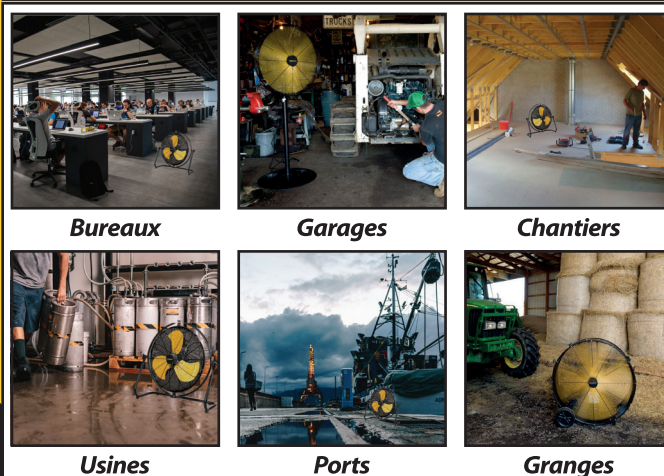 TRUCKS
Bureaux
Garages
Chantiers
Usines
Ports
Granges